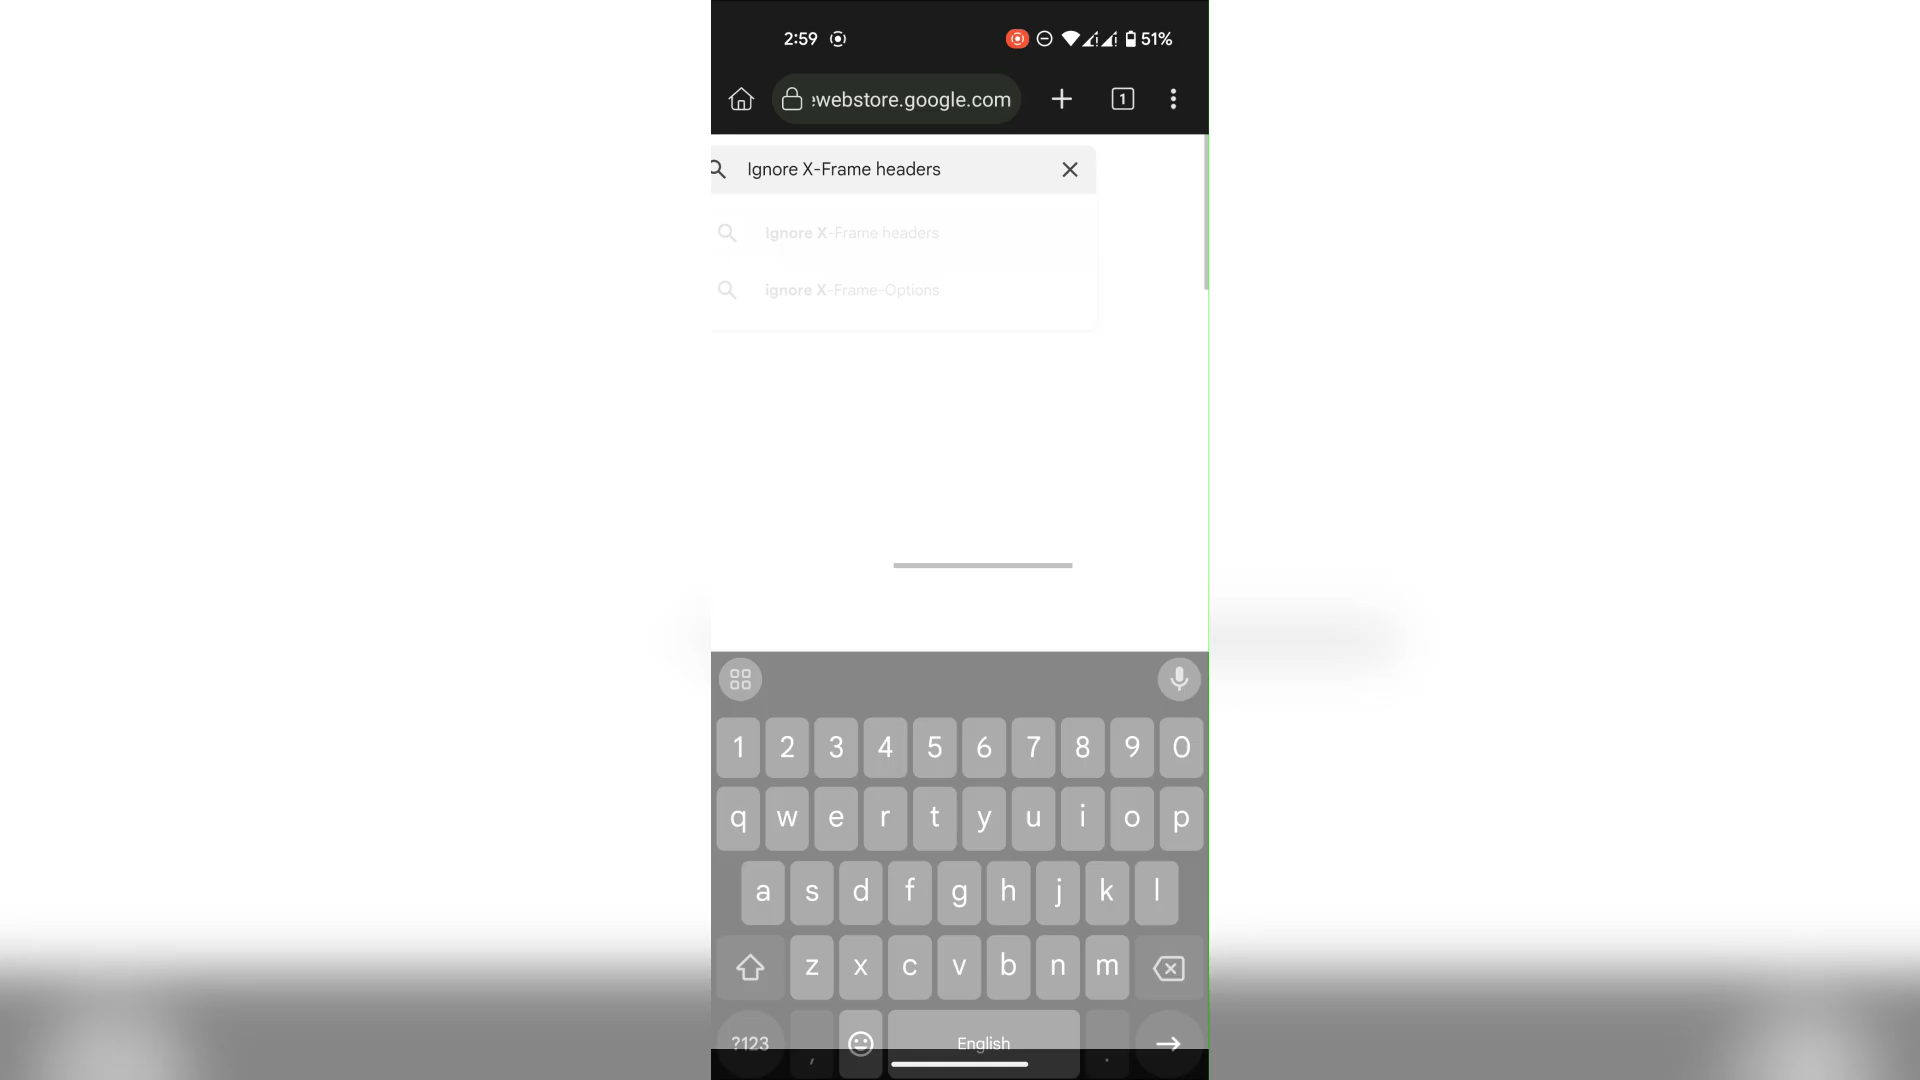 2:59
51%
webstore.google.com
1
Ignore X-Frame headers
Ignore X-Frame headers
ignore X-Frame-Options
1 2 3 4 5 6 7 8 9 0
q w e r t y u i o p
a s d f g h j k l
z x c v b n m
?123 , English .